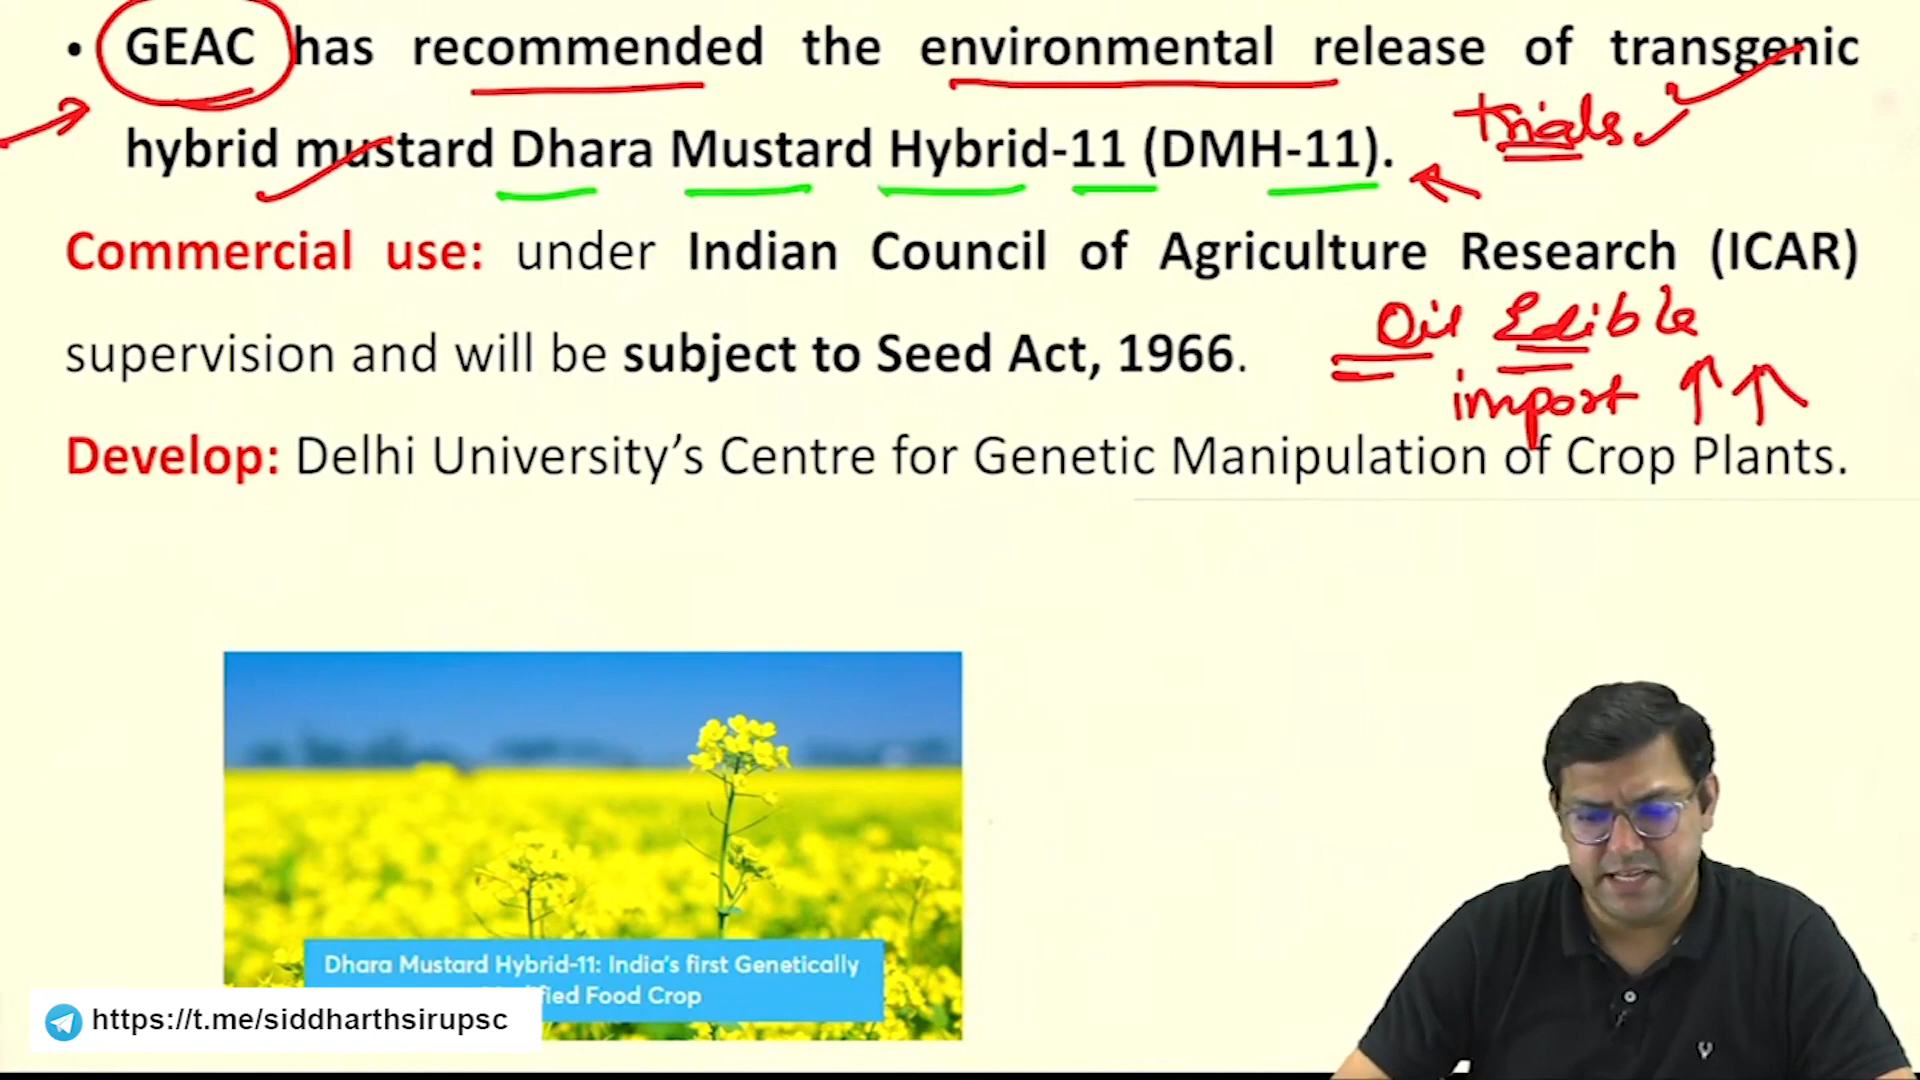 • GEAC has recommended the environmental release of transgenic
hybrid mustard Dhara Mustard Hybrid-11 (DMH-11).
trials
Commercial use: under Indian Council of Agriculture Research (ICAR)
supervision and will be subject to Seed Act, 1966.
Oil Edible
import ↑↑
Develop: Delhi University's Centre for Genetic Manipulation of Crop Plants.
Dhara Mustard Hybrid-11: India's first Genetically
Food Crop
https://t.me/siddharthsirupsc